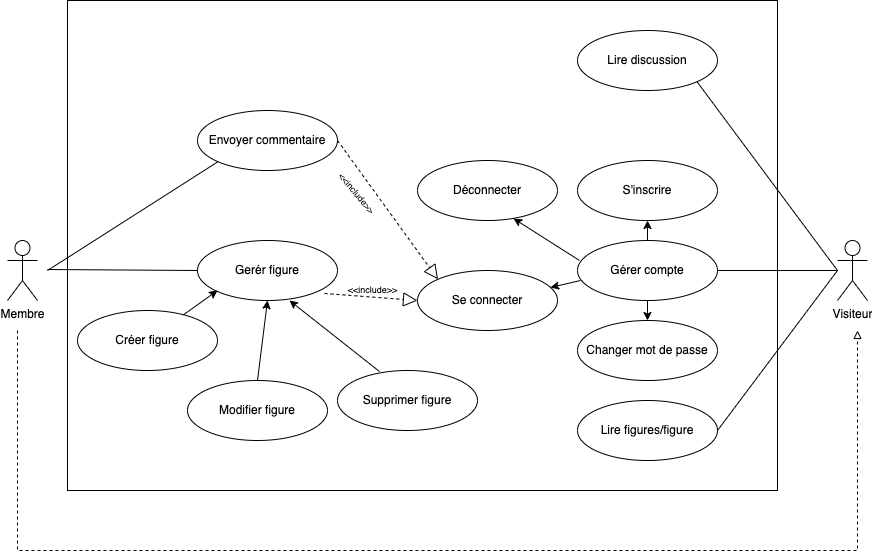 Lire discussion
Envoyer commentaire
<<include>>
Déconnecter
S'inscrire
Gerér figure
<<include>>
Se connecter
Gérer compte
Membre
Visiteur
Créer figure
Changer mot de passe
Modifier figure
Supprimer figure
Lire figures/figure